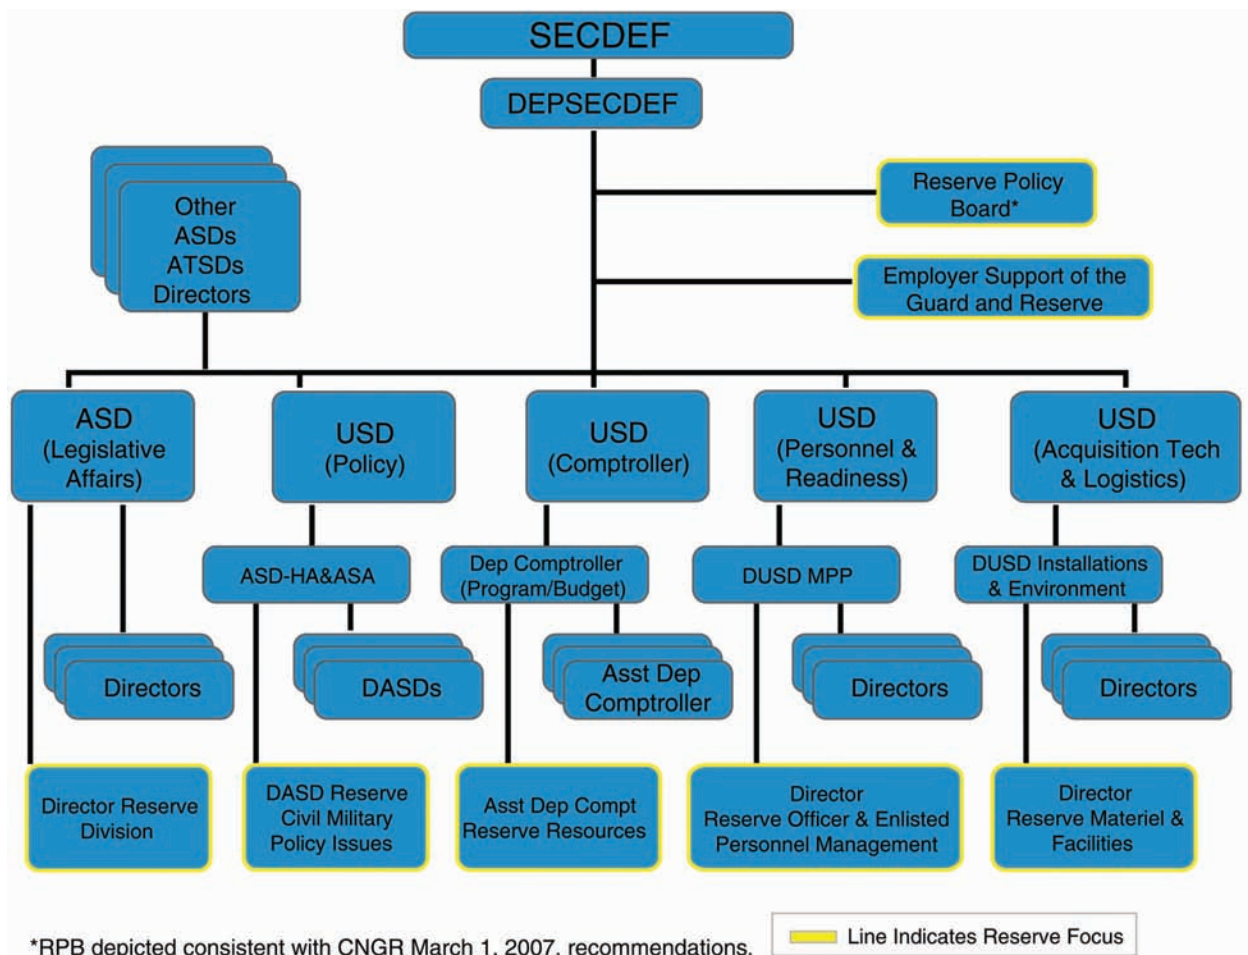 SECDEF
DEPSECDEF
Reserve Policy
Board*
Employer Support of the
Guard and Reserve
Other
ASDs
ATSDs
Directors
ASD
(Legislative
Affairs)
USD
(Policy)
USD
(Comptroller)
USD
(Personnel &
Readiness)
USD
(Acquisition Tech
& Logistics)
ASD-HA&ASA
Dep Comptroller
(Program/Budget)
DUSD MPP
DUSD Installations
& Environment
Directors
DASDs
Asst Dep
Comptroller
Directors
Directors
Director Reserve
Division
DASD Reserve
Civil Military
Policy Issues
Asst Dep Compt
Reserve Resources
Director
Reserve Officer & Enlisted
Personnel Management
Director
Reserve Materiel &
Facilities
*RPB depicted consistent with CNGR March 1, 2007, recommendations.
Line Indicates Reserve Focus